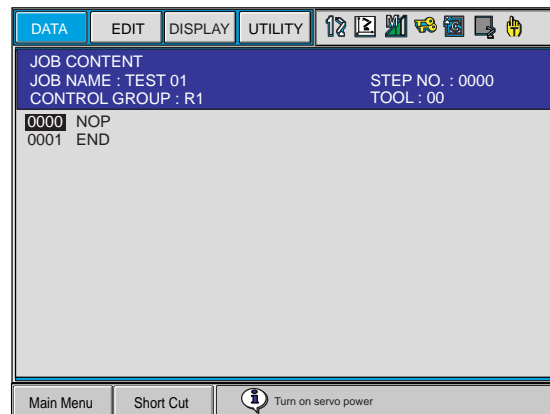 DATA EDIT DISPLAY UTILITY
JOB CONTENT
JOB NAME : TEST 01 STEP NO. : 0000
CONTROL GROUP : R1 TOOL : 00
0000 NOP
0001 END
Main Menu Short Cut Turn on servo power